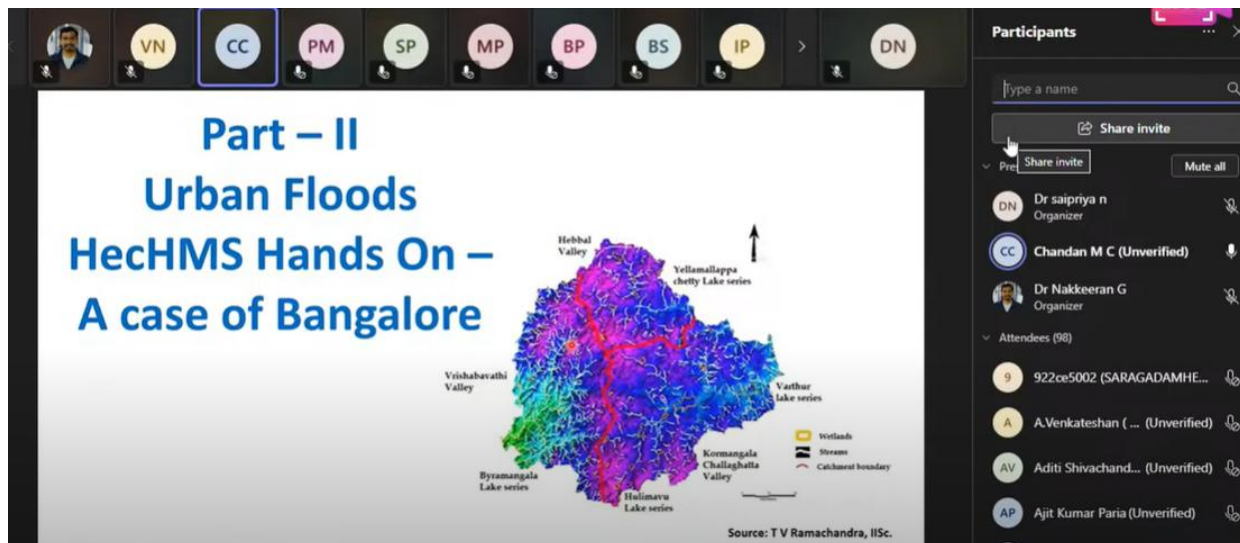 VN
CC
PM
SP
MP
BP
BS
IP
DN
Part – II
Urban Floods
HecHMS Hands On –
A case of Bangalore
Hebbal
Valley
Yellamallappa
chetty Lake series
Vrishabavathi
Valley
Varthur
lake series
Wetlands
Streams
Catchment boundary
Kormangala
Challaghatta
Valley
Byramangala
Lake series
Hulimavu
Lake series
Source: T V Ramachandra, IISc.
Participants
Type a name
Share invite
Share invite
Mute all
DN
Dr saipriya n
Organizer
CC
Chandan M C (Unverified)
Dr Nakkeeran G
Organizer
Attendees (98)
9
922ce5002 (SARAGADAMHE...
A
A.Venkateshan ( ... (Unverified)
AV
Aditi Shivachand... (Unverified)
AP
Ajit Kumar Paria (Unverified)